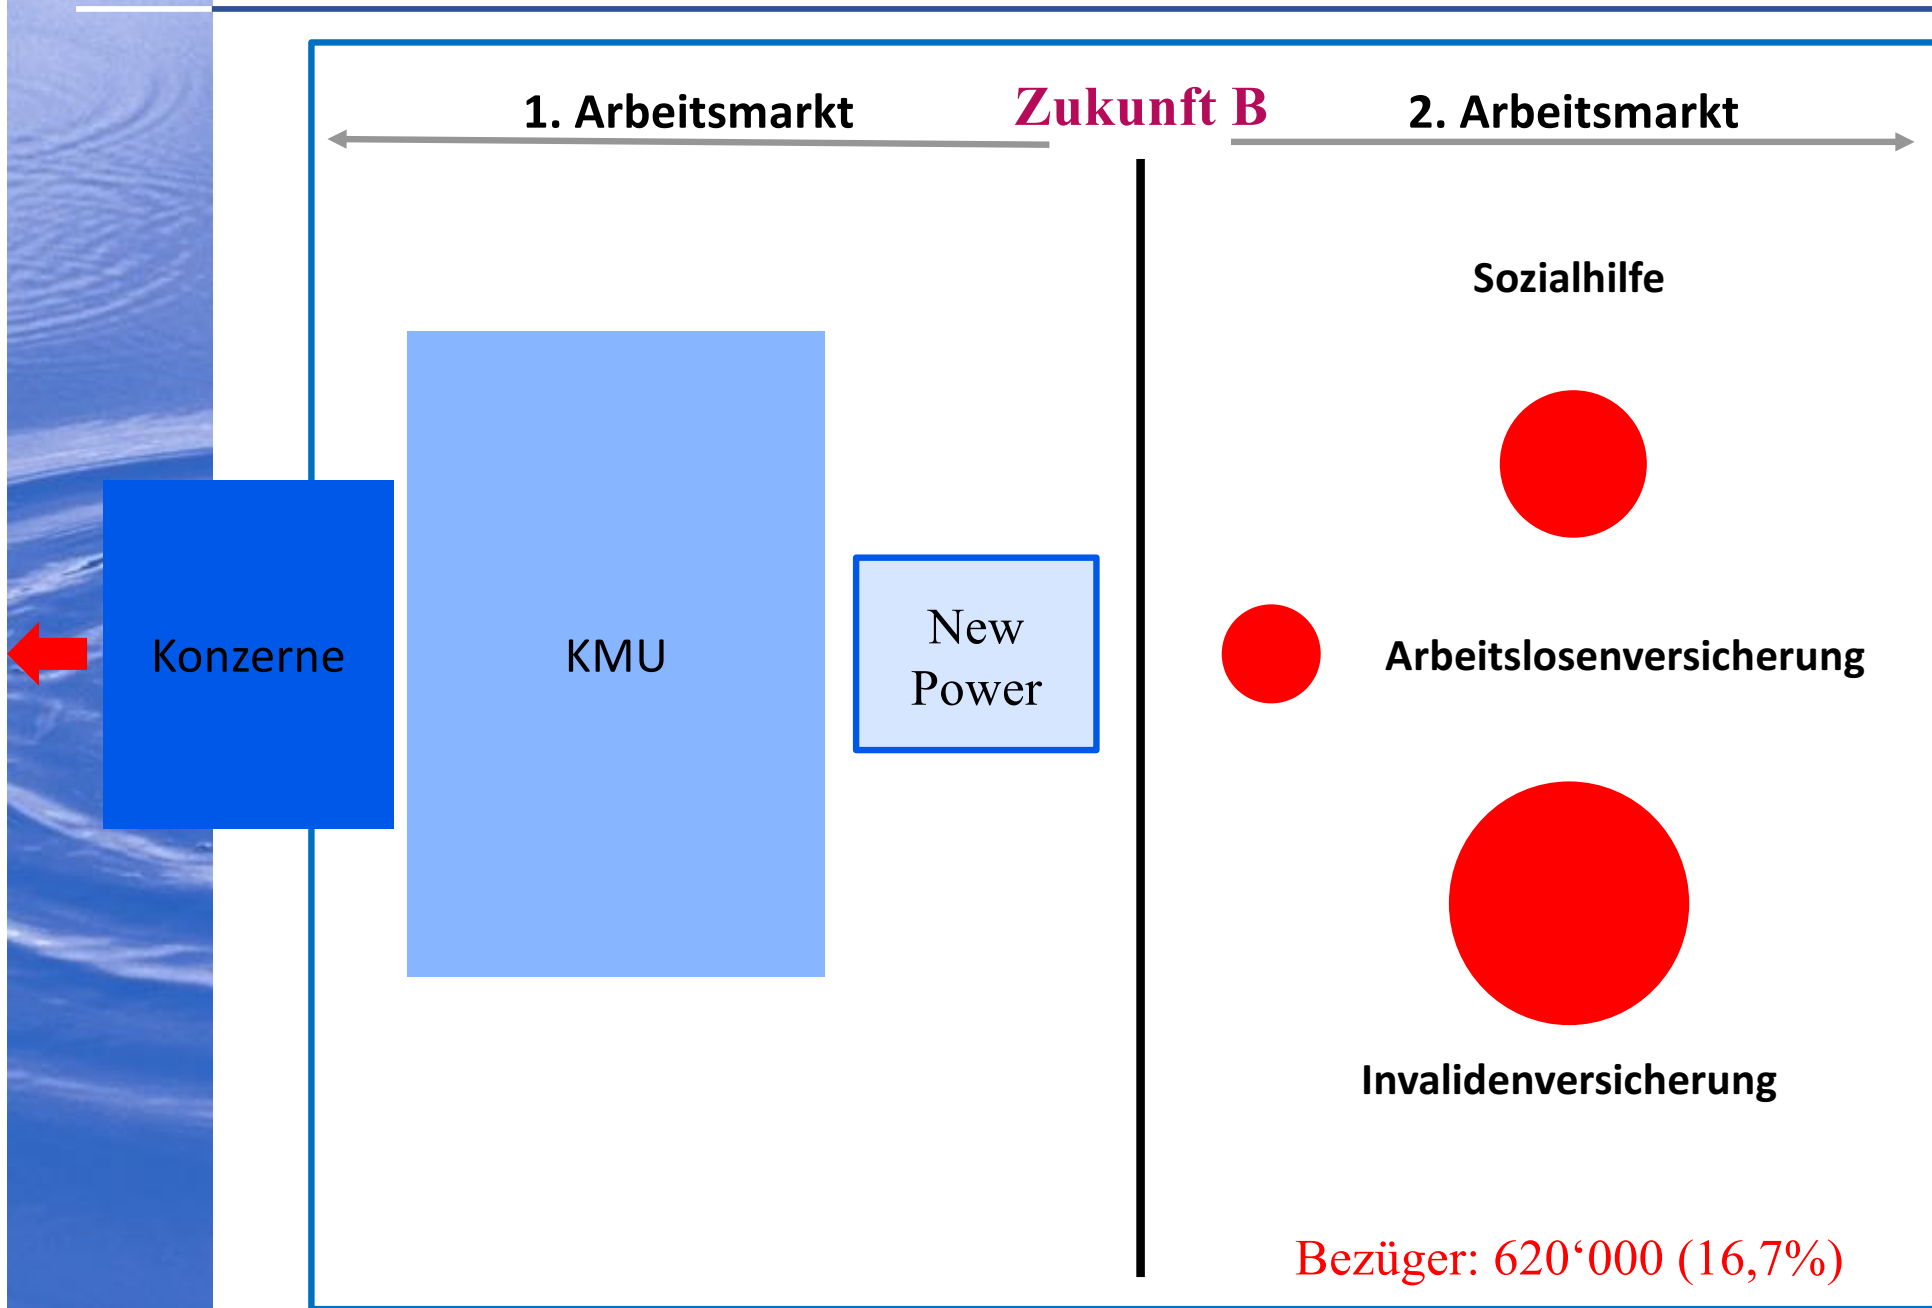 1. Arbeitsmarkt
Zukunft B
2. Arbeitsmarkt
Sozialhilfe
Konzerne
KMU
New
Power
Arbeitslosenversicherung
Invalidenversicherung
Bezüger: 620‘000 (16,7%)